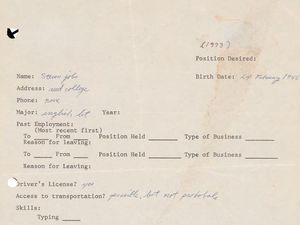 (1973)
Position Desired:
Name: Steven jobs Birth Date: 24 February 1955
Address: reed college
Phone: none
Major: english, lit Year:
Past Employment:
(Most recent first)
To From Position Held Type of Business
Reason for leaving:
To From Position Held Type of Business
Reason for leaving:
Driver's License? yes
Access to transportation? possible, but not probable
Skills:
Typing